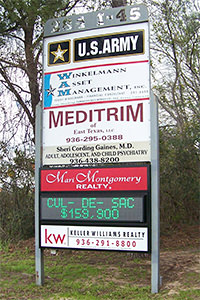 U.S. ARMY
WINKELMANN
ASSET
MANAGEMENT, INC.
MEDITRIM
of
East Texas, LLC
936-295-0388
Sheri Cording Gaines, M.D.
ADULT, ADOLESCENT, AND CHILD PSYCHIATRY
936-438-8200
Mari Montgomery
REALTY.
CUL- DE- SAC
$159,900
kw
KELLER WILLIAMS REALTY
936-291-8800